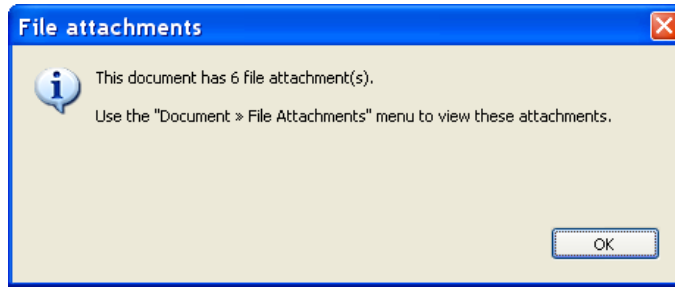 File attachments
This document has 6 file attachment(s).
Use the "Document » File Attachments" menu to view these attachments.
OK